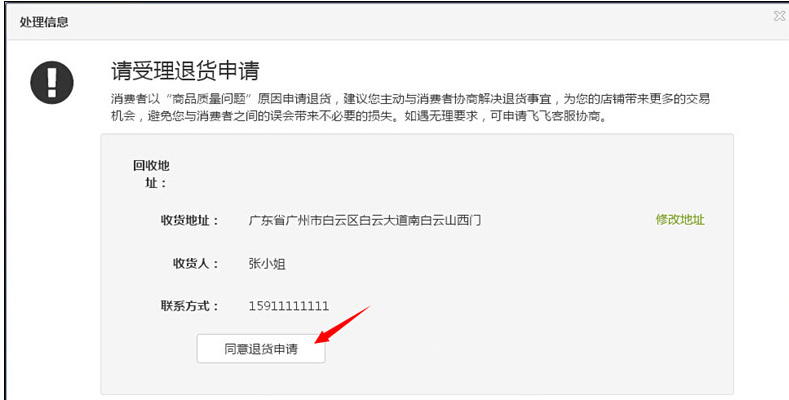 处理信息
请受理退货申请
消费者以“商品质量问题”原因申请退货，建议您主动与消费者协商解决退货事宜，为您的店铺带来更多的交易
机会，避免您与消费者之间的误会带来不必要的损失。如遇无理要求，可申请飞飞客服协商。
回收地
址：
收货地址： 广东省广州市白云区白云大道南白云山西门 修改地址
收货人： 张小姐
联系方式： 15911111111
同意退货申请